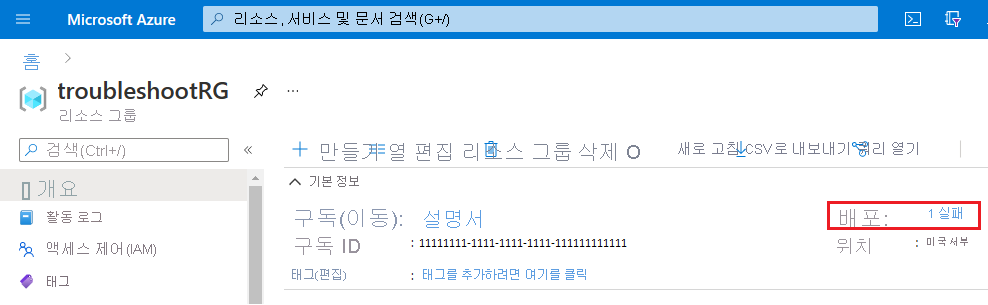 Microsoft Azure
리소스, 서비스 및 문서 검색(G+/)
홈
troubleshootRG
리소스 그룹
검색(Ctrl+/)
만들기 열 편집 리소스 그룹 삭제 O 새로 고침 CSV로 내보내기 쿼리 열기
기본 정보
개요
활동 로그
액세스 제어(IAM)
태그
구독(이동): 설명서
배포: 1 실패
구독 ID : 11111111-1111-1111-1111-111111111111
위치 : 미국 서부
태그(편집) : 태그를 추가하려면 여기를 클릭